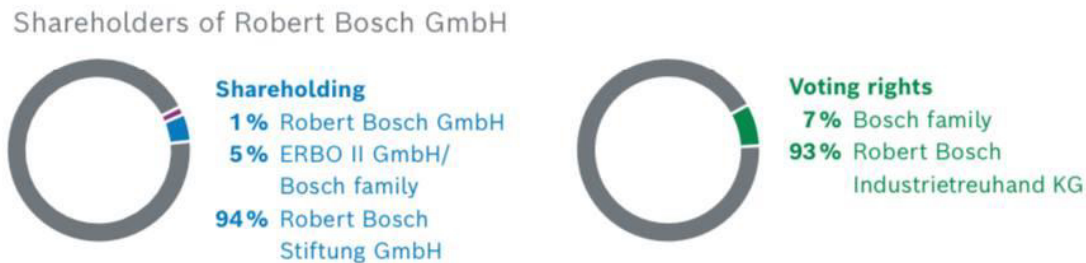 Shareholders of Robert Bosch GmbH
Shareholding
1% Robert Bosch GmbH
5% ERBO II GmbH/
Bosch family
94% Robert Bosch
Stiftung GmbH
Voting rights
7% Bosch family
93% Robert Bosch
Industrietreuhand KG